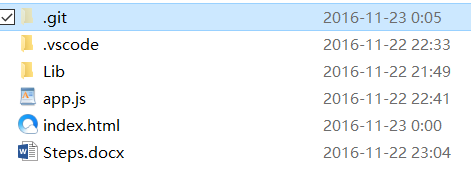 .git 2016-11-23 0:05
.vscode 2016-11-22 22:33
Lib 2016-11-22 21:49
app.js 2016-11-22 22:41
index.html 2016-11-23 0:00
Steps.docx 2016-11-22 23:04